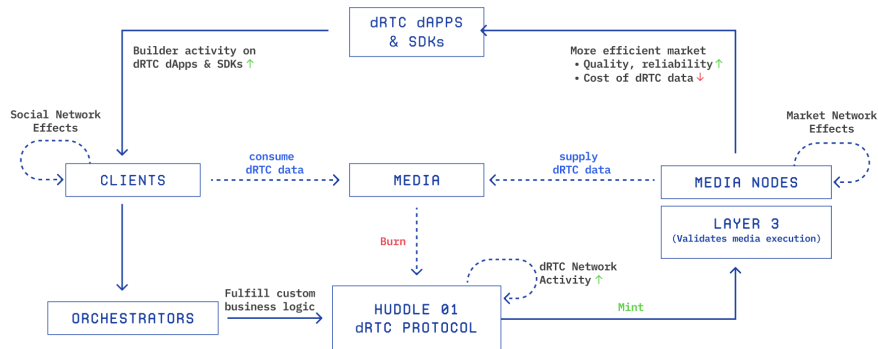 dRTC dAPPS
& SDKs
Builder activity on
dRTC dApps & SDKs ↑
More efficient market
• Quality, reliability ↑
• Cost of dRTC data ↓
Social Network
Effects
Market Network
Effects
consume
dRTC data
supply
dRTC data
CLIENTS
MEDIA
MEDIA NODES
LAYER 3
(Validates media execution)
Burn
dRTC Network
Activity ↑
Fulfill custom
business logic
Mint
ORCHESTRATORS
HUDDLE 01
dRTC PROTOCOL